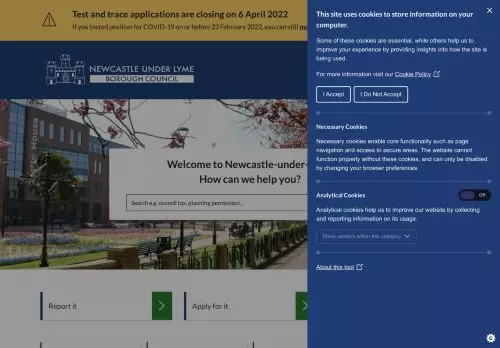 Test and trace applications are closing on 6 April 2022
If you tested positive for COVID-19 on or before 23 February 2022, you can still
NEWCASTLE UNDER LYME
BOROUGH COUNCIL
Welcome to Newcastle-under-
How can we help you?
Search e.g. council tax, planning permission...
Report it
Apply for it
This site uses cookies to store information on your
computer.
Some of these cookies are essential, while others help us to
improve your experience by providing insights into how the site is
being used.
For more information visit our Cookie Policy
I Accept
I Do Not Accept
Necessary Cookies
Necessary cookies enable core functionality such as page
navigation and access to secure areas. The website cannot
function properly without these cookies, and can only be disabled
by changing your browser preferences.
Analytical Cookies
Off
Analytical cookies help us to improve our website by collecting
and reporting information on its usage.
Show vendors within this category
About this tool